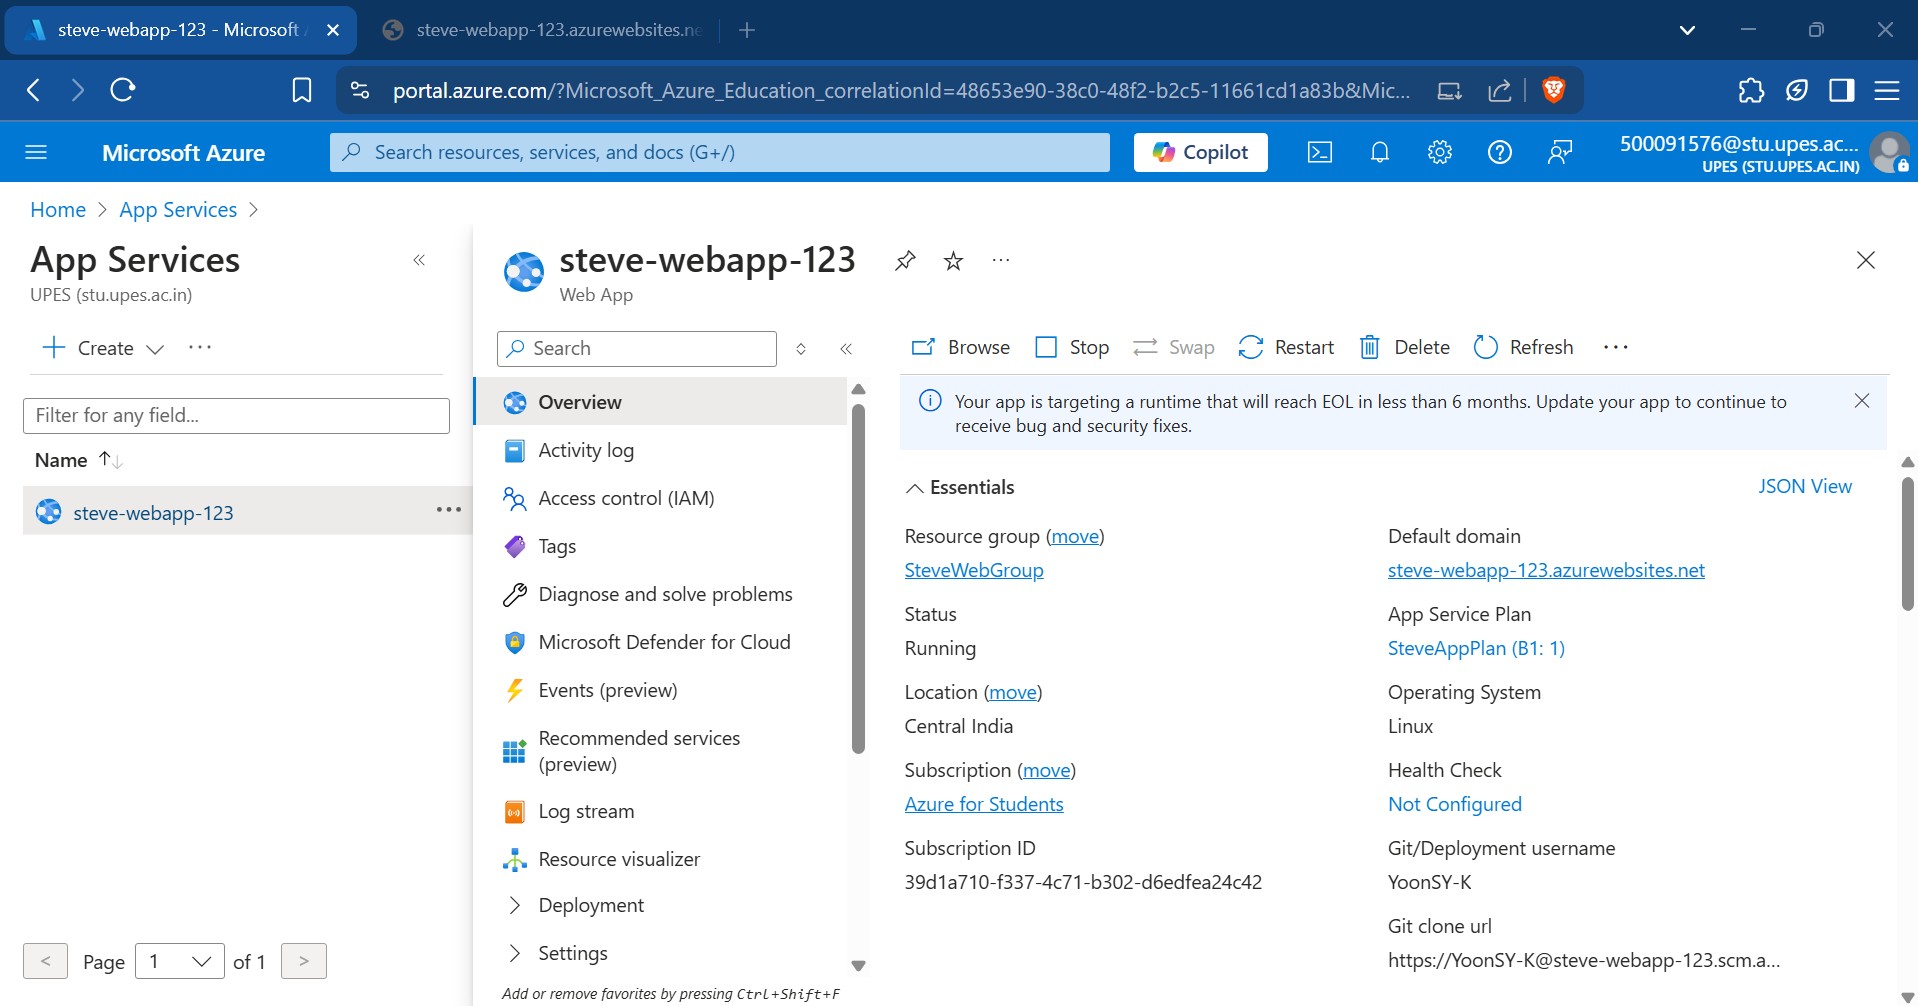 steve-webapp-123 - Microsoft
steve-webapp-123.azurewebsites.ne
portal.azure.com/?Microsoft_Azure_Education_correlationId=48653e90-38c0-48f2-b2c5-11661cd1a83b&Mic...
Microsoft Azure
Search resources, services, and docs (G+/)
Copilot
500091576@stu.upes.ac...
UPES (STU.UPES.AC.IN)
Home > App Services >
App Services
UPES (stu.upes.ac.in)
Create
Filter for any field...
Name
steve-webapp-123
< Page 1 of 1 >
steve-webapp-123
Web App
Search
Overview
Activity log
Access control (IAM)
Tags
Diagnose and solve problems
Microsoft Defender for Cloud
Events (preview)
Recommended services
(preview)
Log stream
Resource visualizer
Deployment
Settings
Add or remove favorites by pressing Ctrl+Shift+F
Browse Stop Swap Restart Delete Refresh
Your app is targeting a runtime that will reach EOL in less than 6 months. Update your app to continue to
receive bug and security fixes.
Essentials
JSON View
Resource group (move)
SteveWebGroup
Status
Running
Location (move)
Central India
Subscription (move)
Azure for Students
Subscription ID
39d1a710-f337-4c71-b302-d6edfea24c42
Default domain
steve-webapp-123.azurewebsites.net
App Service Plan
SteveAppPlan (B1: 1)
Operating System
Linux
Health Check
Not Configured
Git/Deployment username
YoonSY-K
Git clone url
https://YoonSY-K@steve-webapp-123.scm.a...